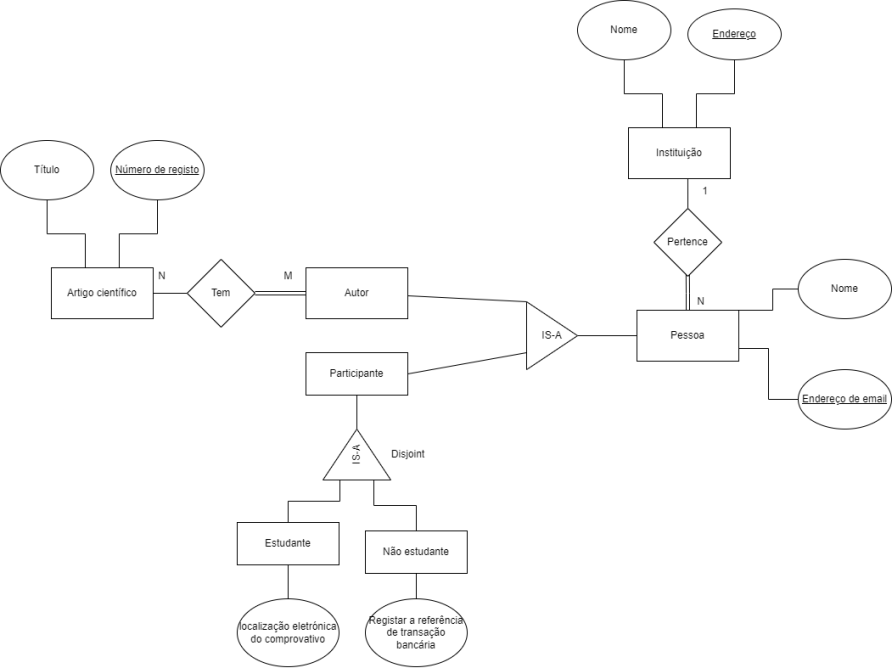 Nome
Endereço
Instituição
1
Título
Número de registo
Pertence
N
M
Artigo científico
Tem
Autor
N
Nome
IS-A
Pessoa
Participante
Endereço de email
IS-A
Disjoint
Estudante
Não estudante
localização eletrónica
do comprovativo
Registar a referência
de transação
bancária